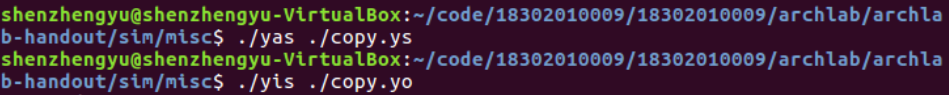 shenzhengyu@shenzhengyu-VirtualBox:~/code/18302010009/18302010009/archlab/archla
b-handout/sim/misc$ ./yas ./copy.ys
shenzhengyu@shenzhengyu-VirtualBox:~/code/18302010009/18302010009/archlab/archla
b-handout/sim/misc$ ./yis ./copy.yo